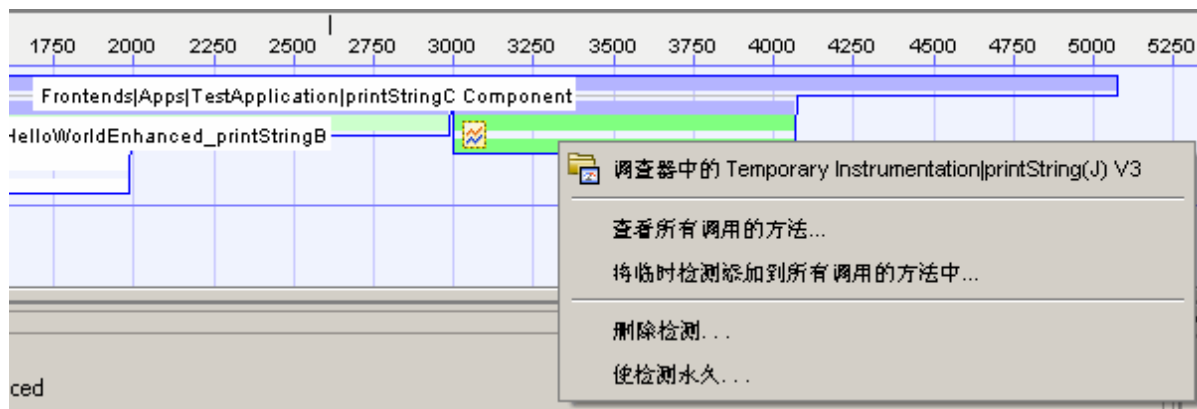 1750 2000 2250 2500 2750 3000 3250 3500 3750 4000 4250 4500 4750 5000 5250
Frontends|Apps|TestApplication|printStringC Component
HelloWorldEnhanced_printStringB
调查器中的 Temporary Instrumentation|printString(J) V3
查看所有调用的方法...
将临时检测添加到所有调用的方法中...
删除检测...
使检测永久...
ced